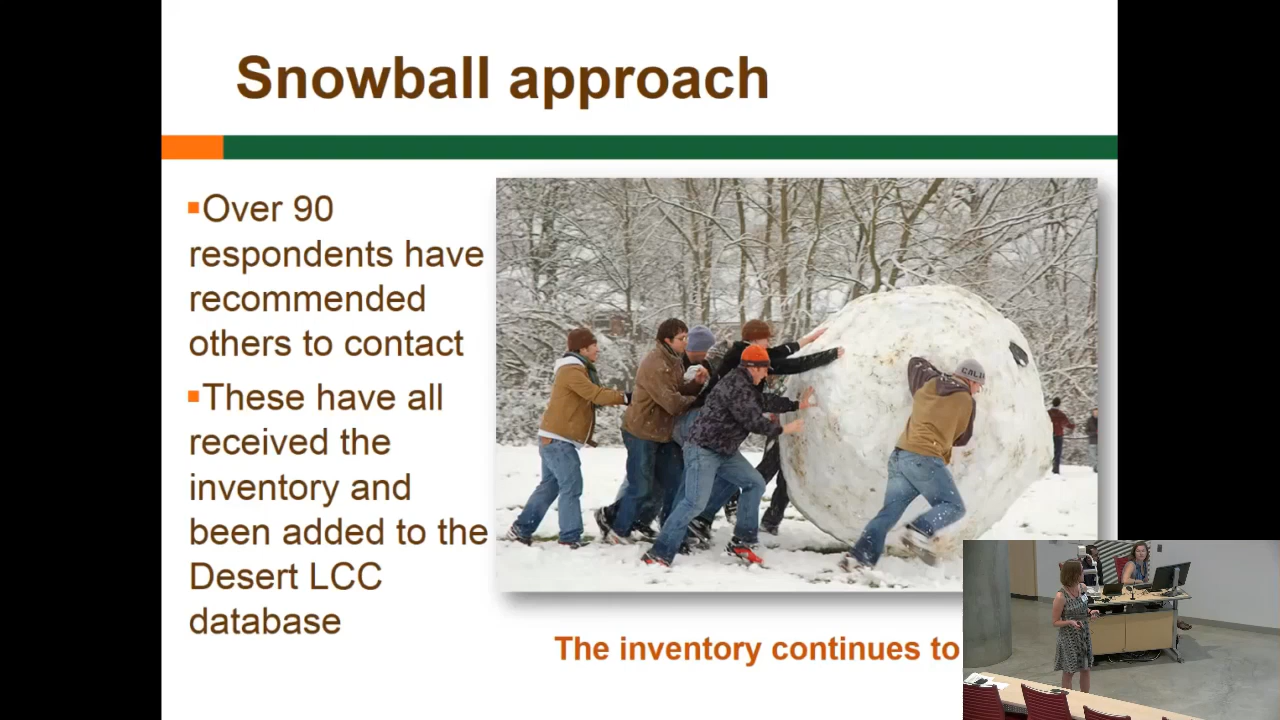 Snowball approach
▪Over 90
respondents have
recommended
others to contact
▪These have all
received the
inventory and
been added to the
Desert LCC
database
CALI
The inventory continues to